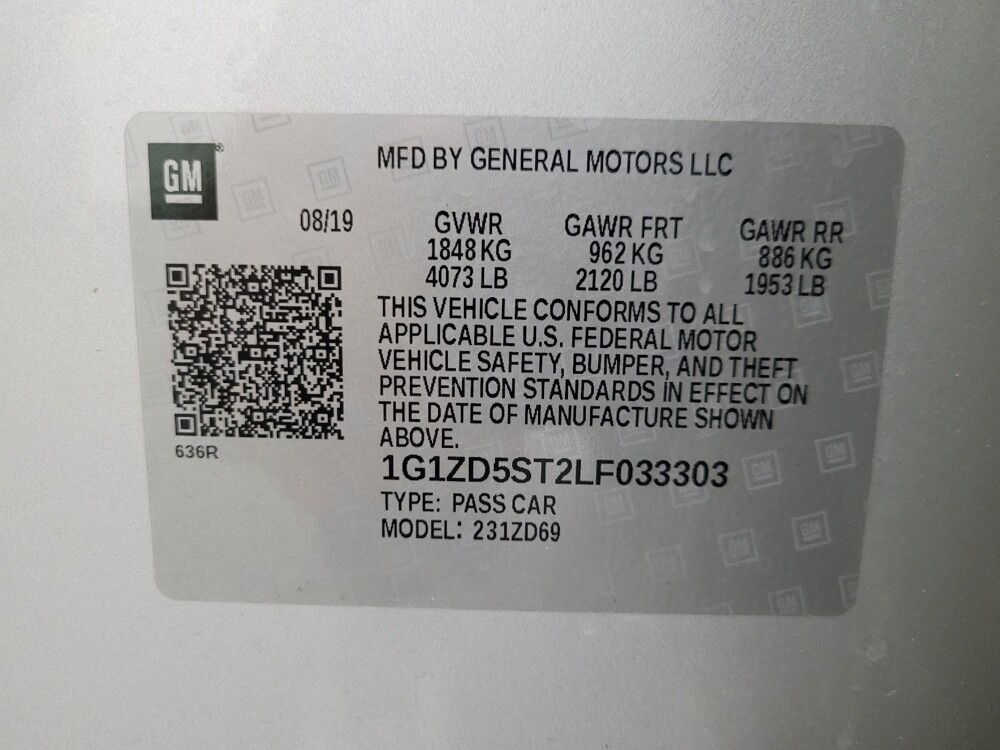 GM
MFD BY GENERAL MOTORS LLC
08/19 GVWR GAWR FRT GAWR RR
1848 KG 962 KG 886 KG
4073 LB 2120 LB 1953 LB
THIS VEHICLE CONFORMS TO ALL
APPLICABLE U.S. FEDERAL MOTOR
VEHICLE SAFETY, BUMPER, AND THEFT
PREVENTION STANDARDS IN EFFECT ON
THE DATE OF MANUFACTURE SHOWN
ABOVE.
636R
1G1ZD5ST2LF033303
TYPE: PASS CAR
MODEL: 231ZD69